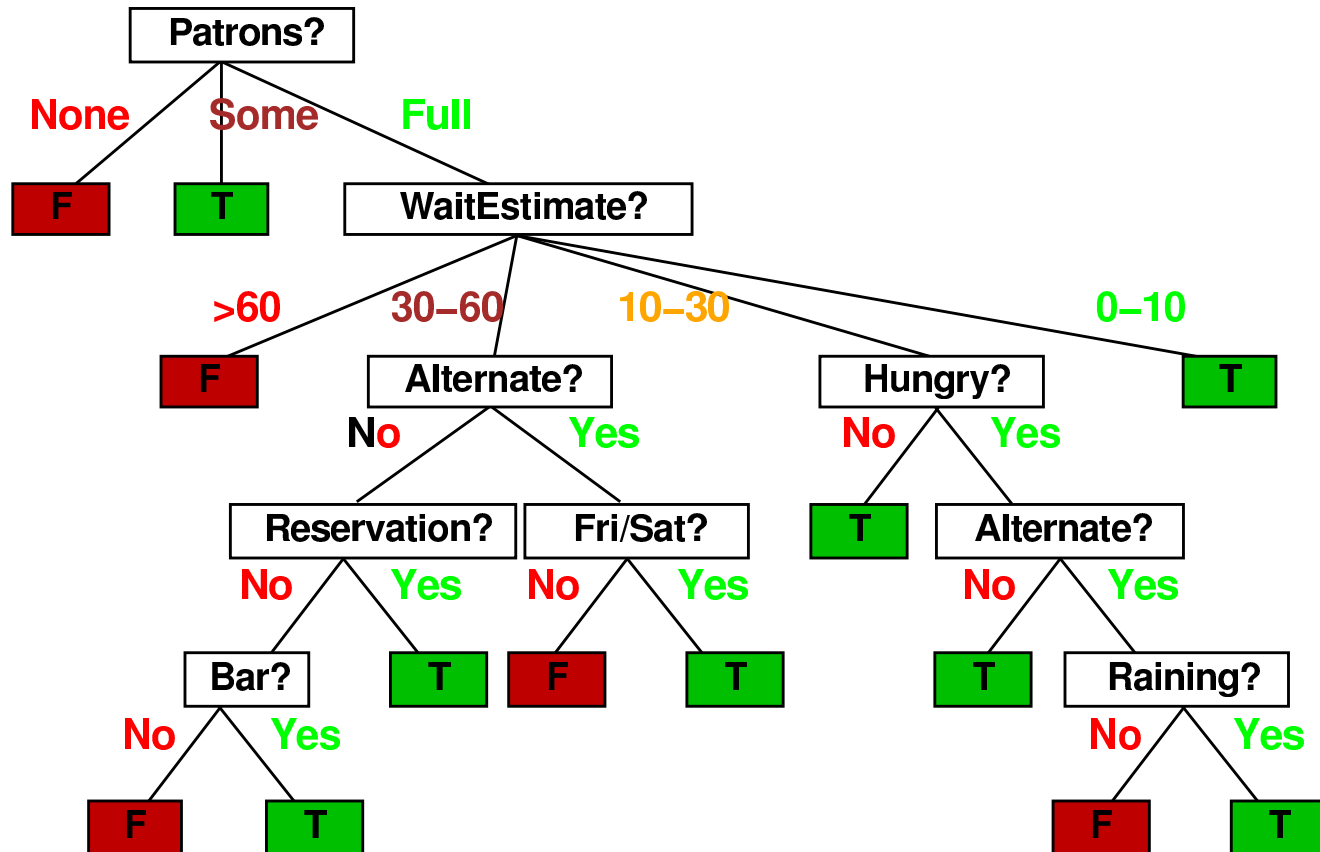 Patrons?
None Some Full
F T WaitEstimate?
>60 30–60 10–30 0–10
F Alternate? Hungry? T
No Yes No Yes
Reservation? Fri/Sat? T Alternate?
No Yes No Yes No Yes
Bar? T F T T Raining?
No Yes No Yes
F T F T